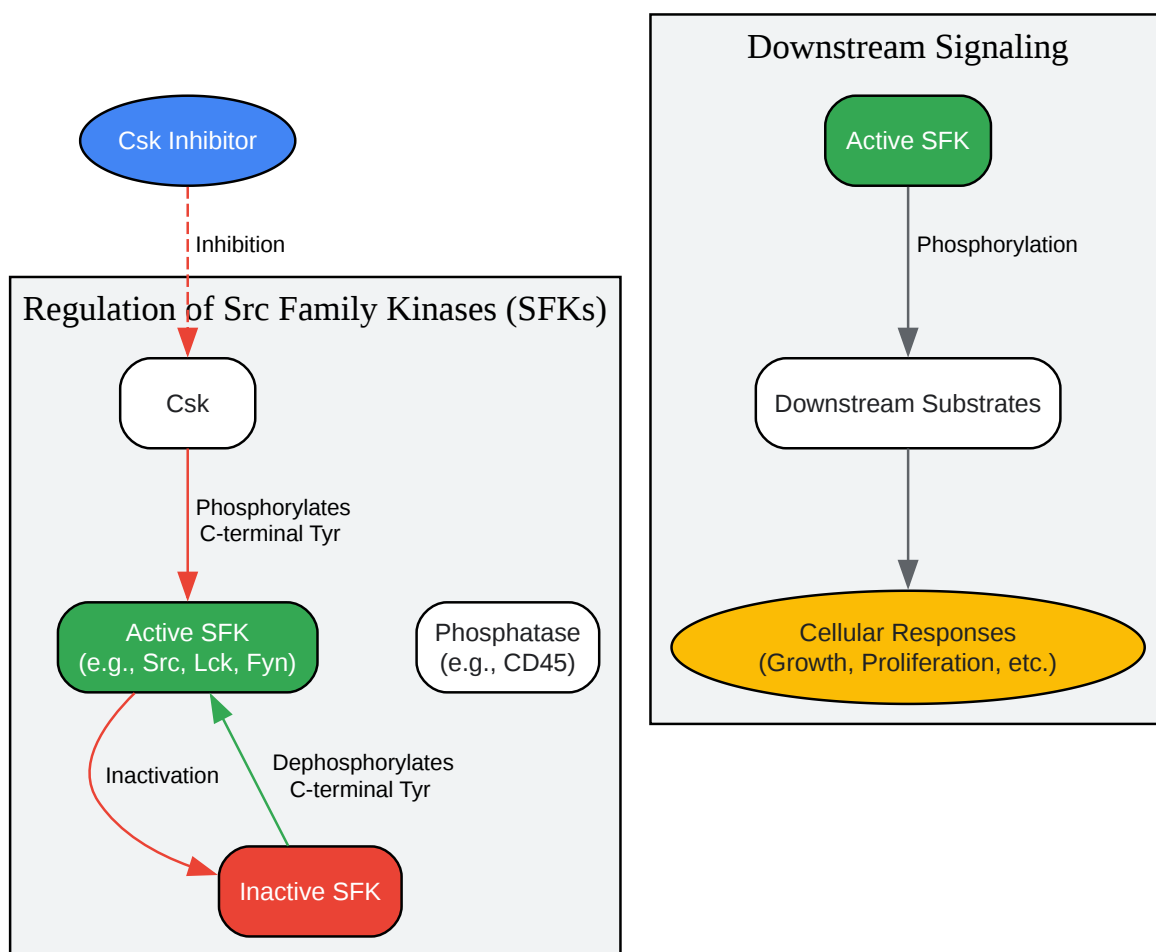 Csk Inhibitor
Inhibition
Regulation of Src Family Kinases (SFKs)
Csk
Phosphorylates
C-terminal Tyr
Active SFK
(e.g., Src, Lck, Fyn)
Phosphatase
(e.g., CD45)
Inactivation
Dephosphorylates
C-terminal Tyr
Inactive SFK
Downstream Signaling
Active SFK
Phosphorylation
Downstream Substrates
Cellular Responses
(Growth, Proliferation, etc.)